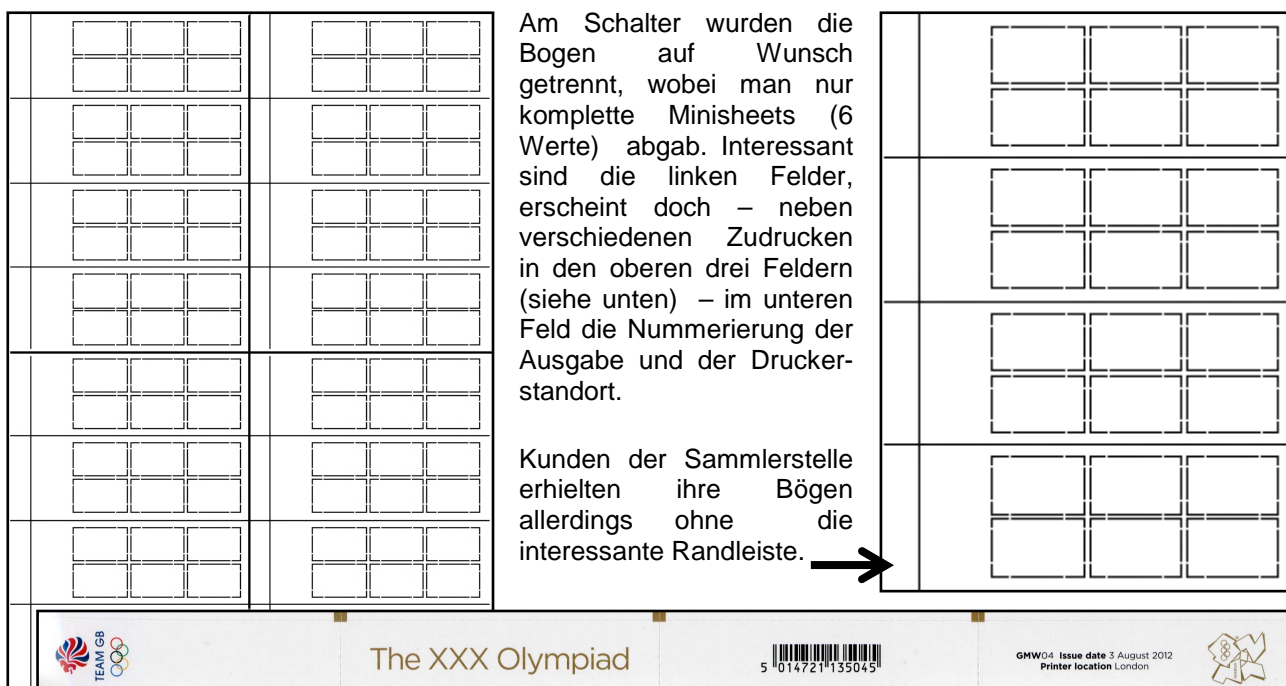 Am Schalter wurden die
Bogen auf Wunsch
getrennt, wobei man nur
komplette Minisheets (6
Werte) abgab. Interessant
sind die linken Felder,
erscheint doch – neben
verschiedenen Zudrucken
in den oberen drei Feldern
(siehe unten) – im unteren
Feld die Nummerierung der
Ausgabe und der Drucker-
standort.
Kunden der Sammlerstelle
erhielten ihre Bögen
allerdings ohne die
interessante Randleiste.
TEAM GB
The XXX Olympiad
5 014721 135045
GMW04 Issue date 3 August 2012
Printer location London